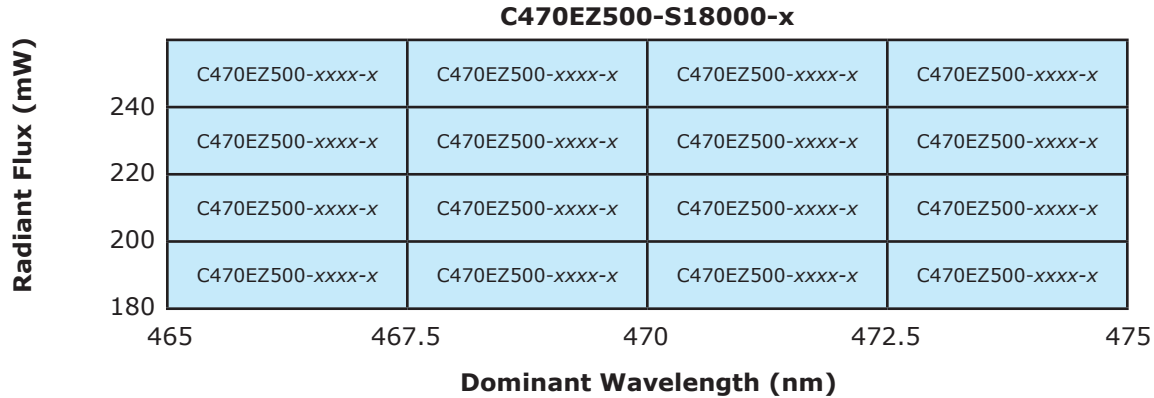 C470EZ500-S18000-x
Radiant Flux (mW)
C470EZ500-xxxx-x C470EZ500-xxxx-x C470EZ500-xxxx-x C470EZ500-xxxx-x
240
C470EZ500-xxxx-x C470EZ500-xxxx-x C470EZ500-xxxx-x C470EZ500-xxxx-x
220
C470EZ500-xxxx-x C470EZ500-xxxx-x C470EZ500-xxxx-x C470EZ500-xxxx-x
200
C470EZ500-xxxx-x C470EZ500-xxxx-x C470EZ500-xxxx-x C470EZ500-xxxx-x
180
465 467.5 470 472.5 475
Dominant Wavelength (nm)